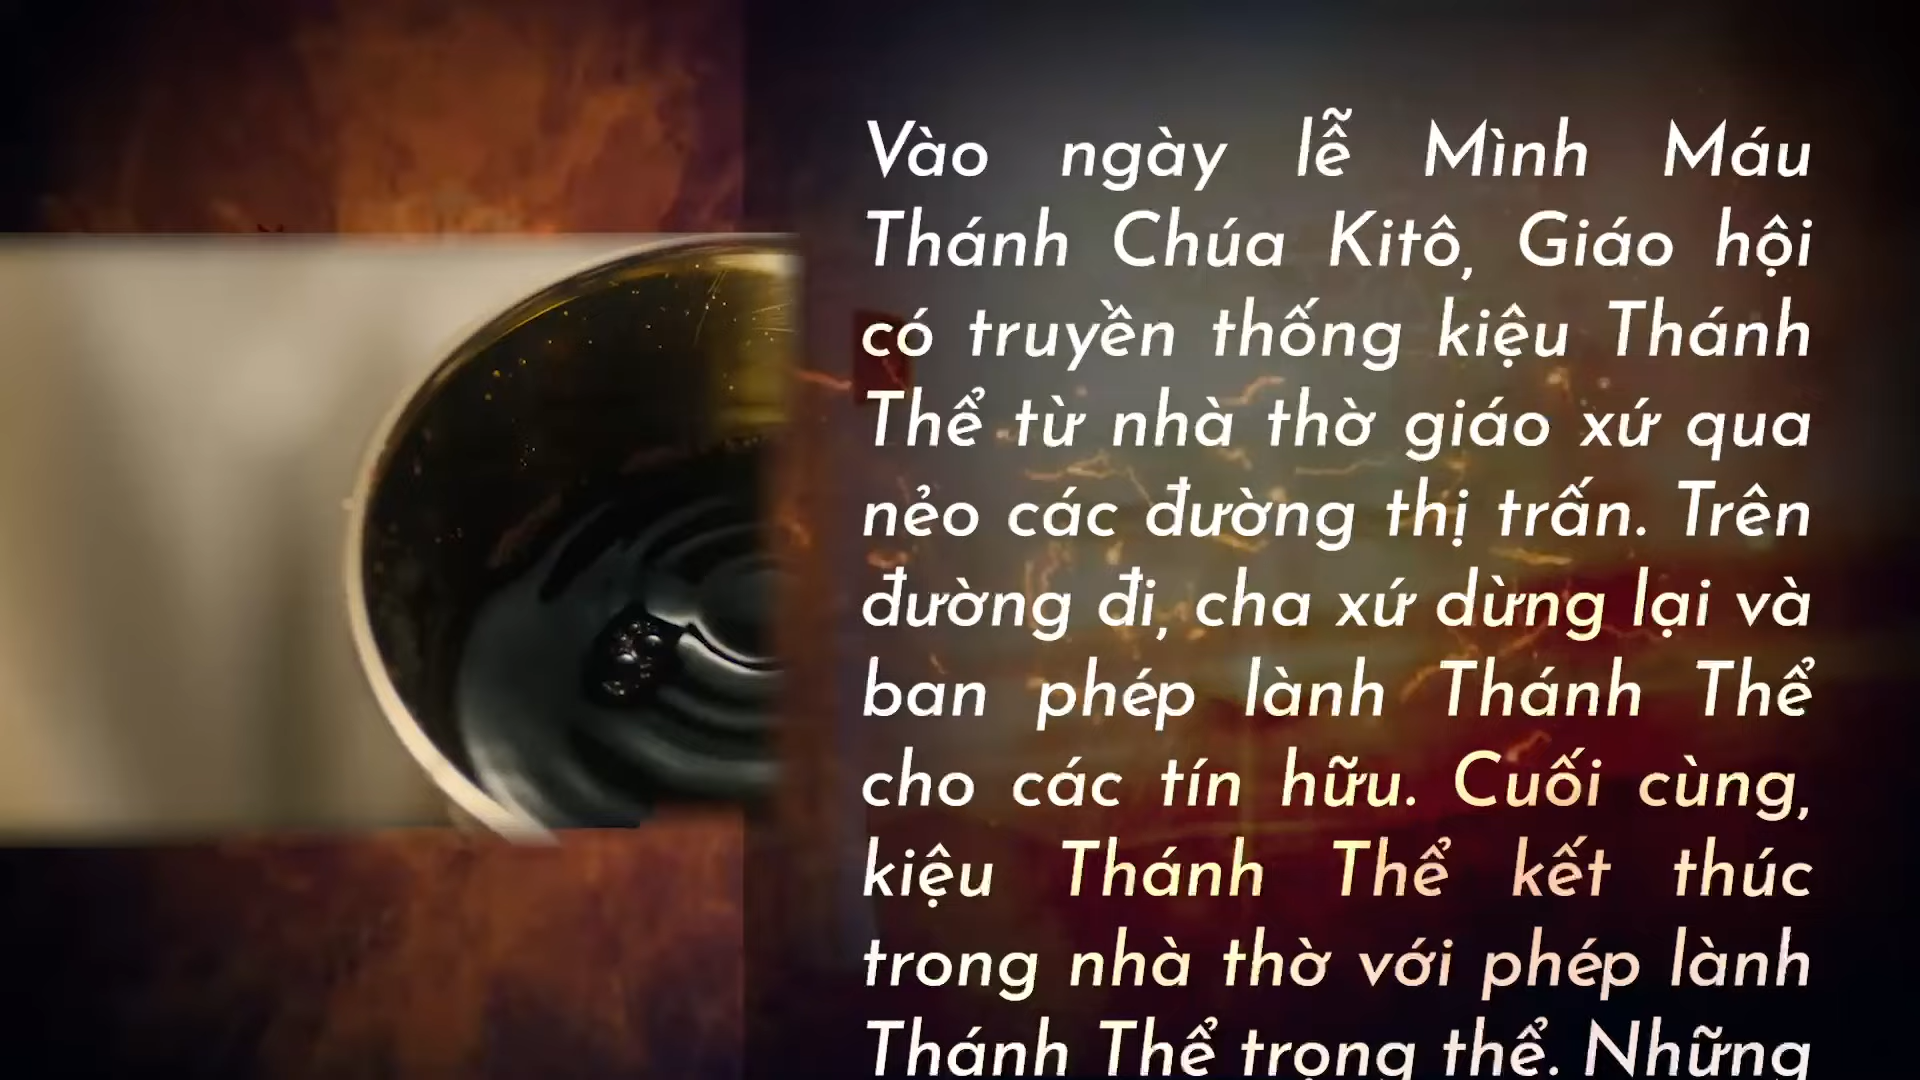 Vào ngày lễ Mình Máu
Thánh Chúa Kitô, Giáo hội
có truyền thống kiệu Thánh
Thể từ nhà thờ giáo xứ qua
nẻo các đường thị trấn. Trên
đường đi, cha xứ dừng lại và
ban phép lành Thánh Thể
cho các tín hữu. Cuối cùng,
kiệu Thánh Thể kết thúc
trong nhà thờ với phép lành
Thánh Thể trọng thể. Những